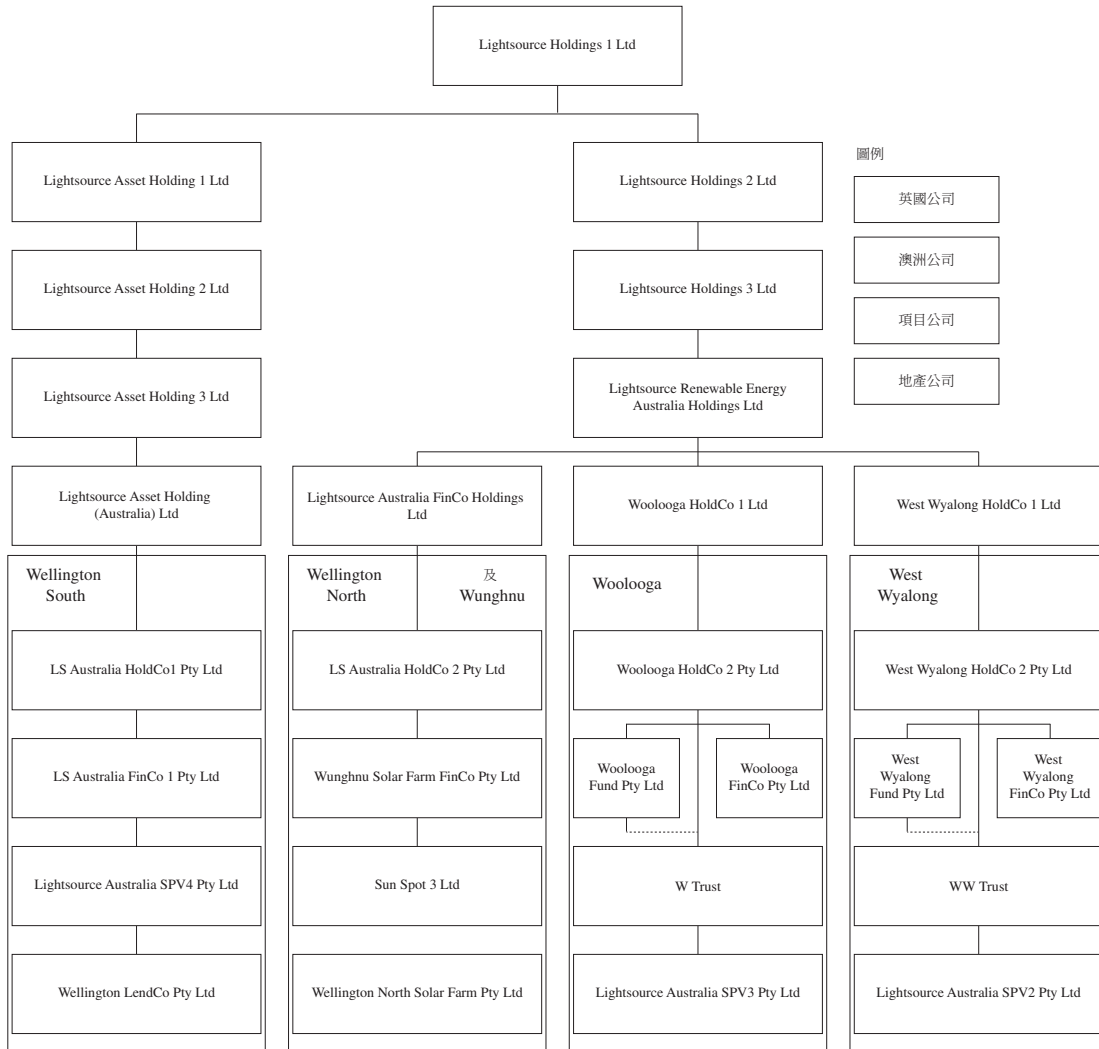 Lightsource Holdings 1 Ltd
Lightsource Asset Holding 1 Ltd
Lightsource Holdings 2 Ltd
圖例
英國公司
澳洲公司
項目公司
地產公司
Lightsource Asset Holding 2 Ltd
Lightsource Holdings 3 Ltd
Lightsource Asset Holding 3 Ltd
Lightsource Renewable Energy
Australia Holdings Ltd
Lightsource Asset Holding
(Australia) Ltd
Lightsource Australia FinCo Holdings
Ltd
Woolooga HoldCo 1 Ltd
West Wyalong HoldCo 1 Ltd
Wellington
South
LS Australia HoldCo1 Pty Ltd
LS Australia FinCo 1 Pty Ltd
Lightsource Australia SPV4 Pty Ltd
Wellington LendCo Pty Ltd
Wellington
North
及
Wunghnu
LS Australia HoldCo 2 Pty Ltd
Wunghnu Solar Farm FinCo Pty Ltd
Sun Spot 3 Ltd
Wellington North Solar Farm Pty Ltd
Woolooga
Woolooga HoldCo 2 Pty Ltd
Woolooga
Fund Pty Ltd
Woolooga
FinCo Pty Ltd
W Trust
Lightsource Australia SPV3 Pty Ltd
West
Wyalong
West Wyalong HoldCo 2 Pty Ltd
West
Wyalong
Fund Pty Ltd
West
Wyalong
FinCo Pty Ltd
WW Trust
Lightsource Australia SPV2 Pty Ltd